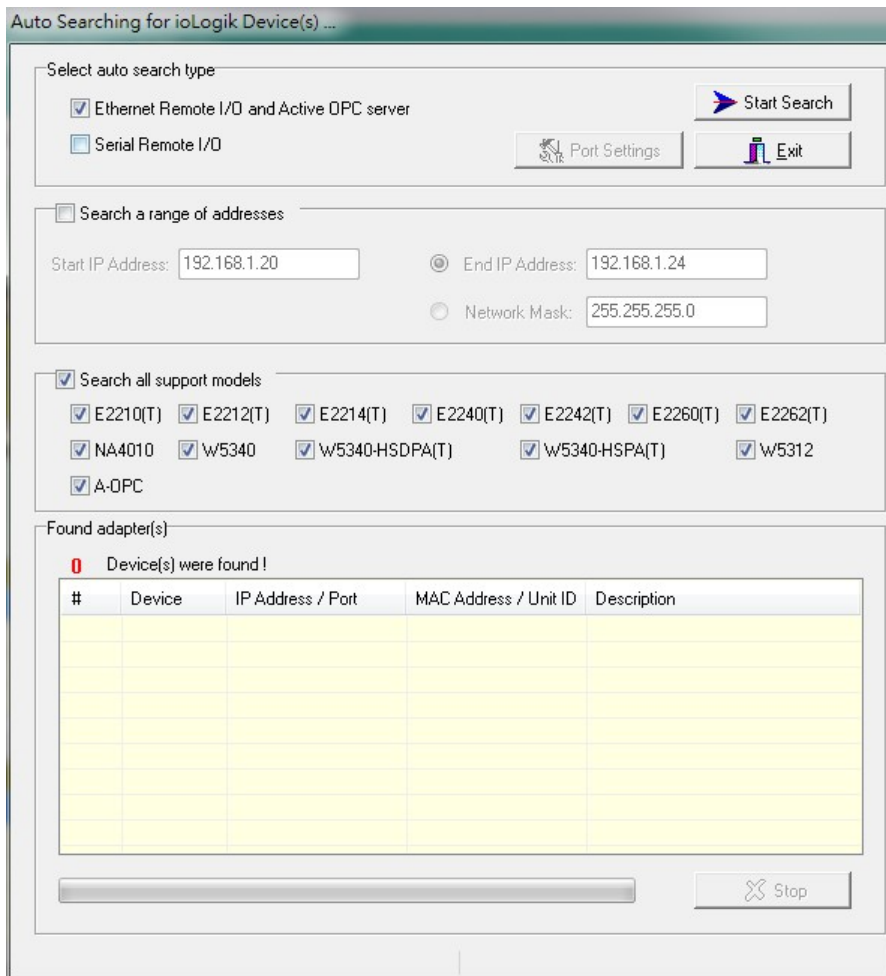 Auto Searching for ioLogik Device(s) ...
Select auto search type
Ethernet Remote I/O and Active OPC server
Start Search
Serial Remote I/O
Port Settings
Exit
Search a range of addresses
Start IP Address: 192.168.1.20
End IP Address: 192.168.1.24
Network Mask: 255.255.255.0
Search all support models
E2210(T) E2212(T) E2214(T) E2240(T) E2242(T) E2260(T) E2262(T)
NA4010 W5340 W5340-HSDPA(T) W5340-HSPA(T) W5312
A-OPC
Found adapter(s)
0 Device(s) were found !
# Device IP Address / Port MAC Address / Unit ID Description
Stop